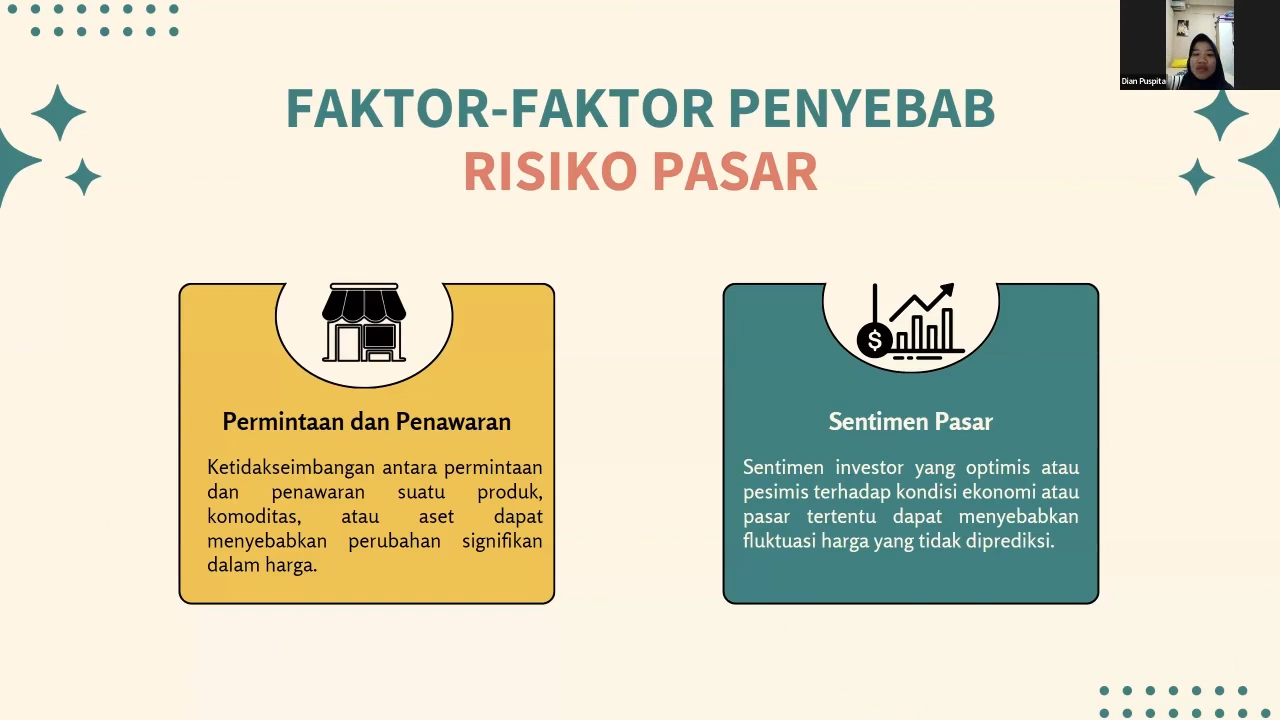 Dian Puspita
FAKTOR-FAKTOR PENYEBAB
RISIKO PASAR
Permintaan dan Penawaran
Ketidakseimbangan antara permintaan
dan penawaran suatu produk,
komoditas, atau aset dapat
menyebabkan perubahan signifikan
dalam harga.
$
Sentimen Pasar
Sentimen investor yang optimis atau
pesimis terhadap kondisi ekonomi atau
pasar tertentu dapat menyebabkan
fluktuasi harga yang tidak diprediksi.